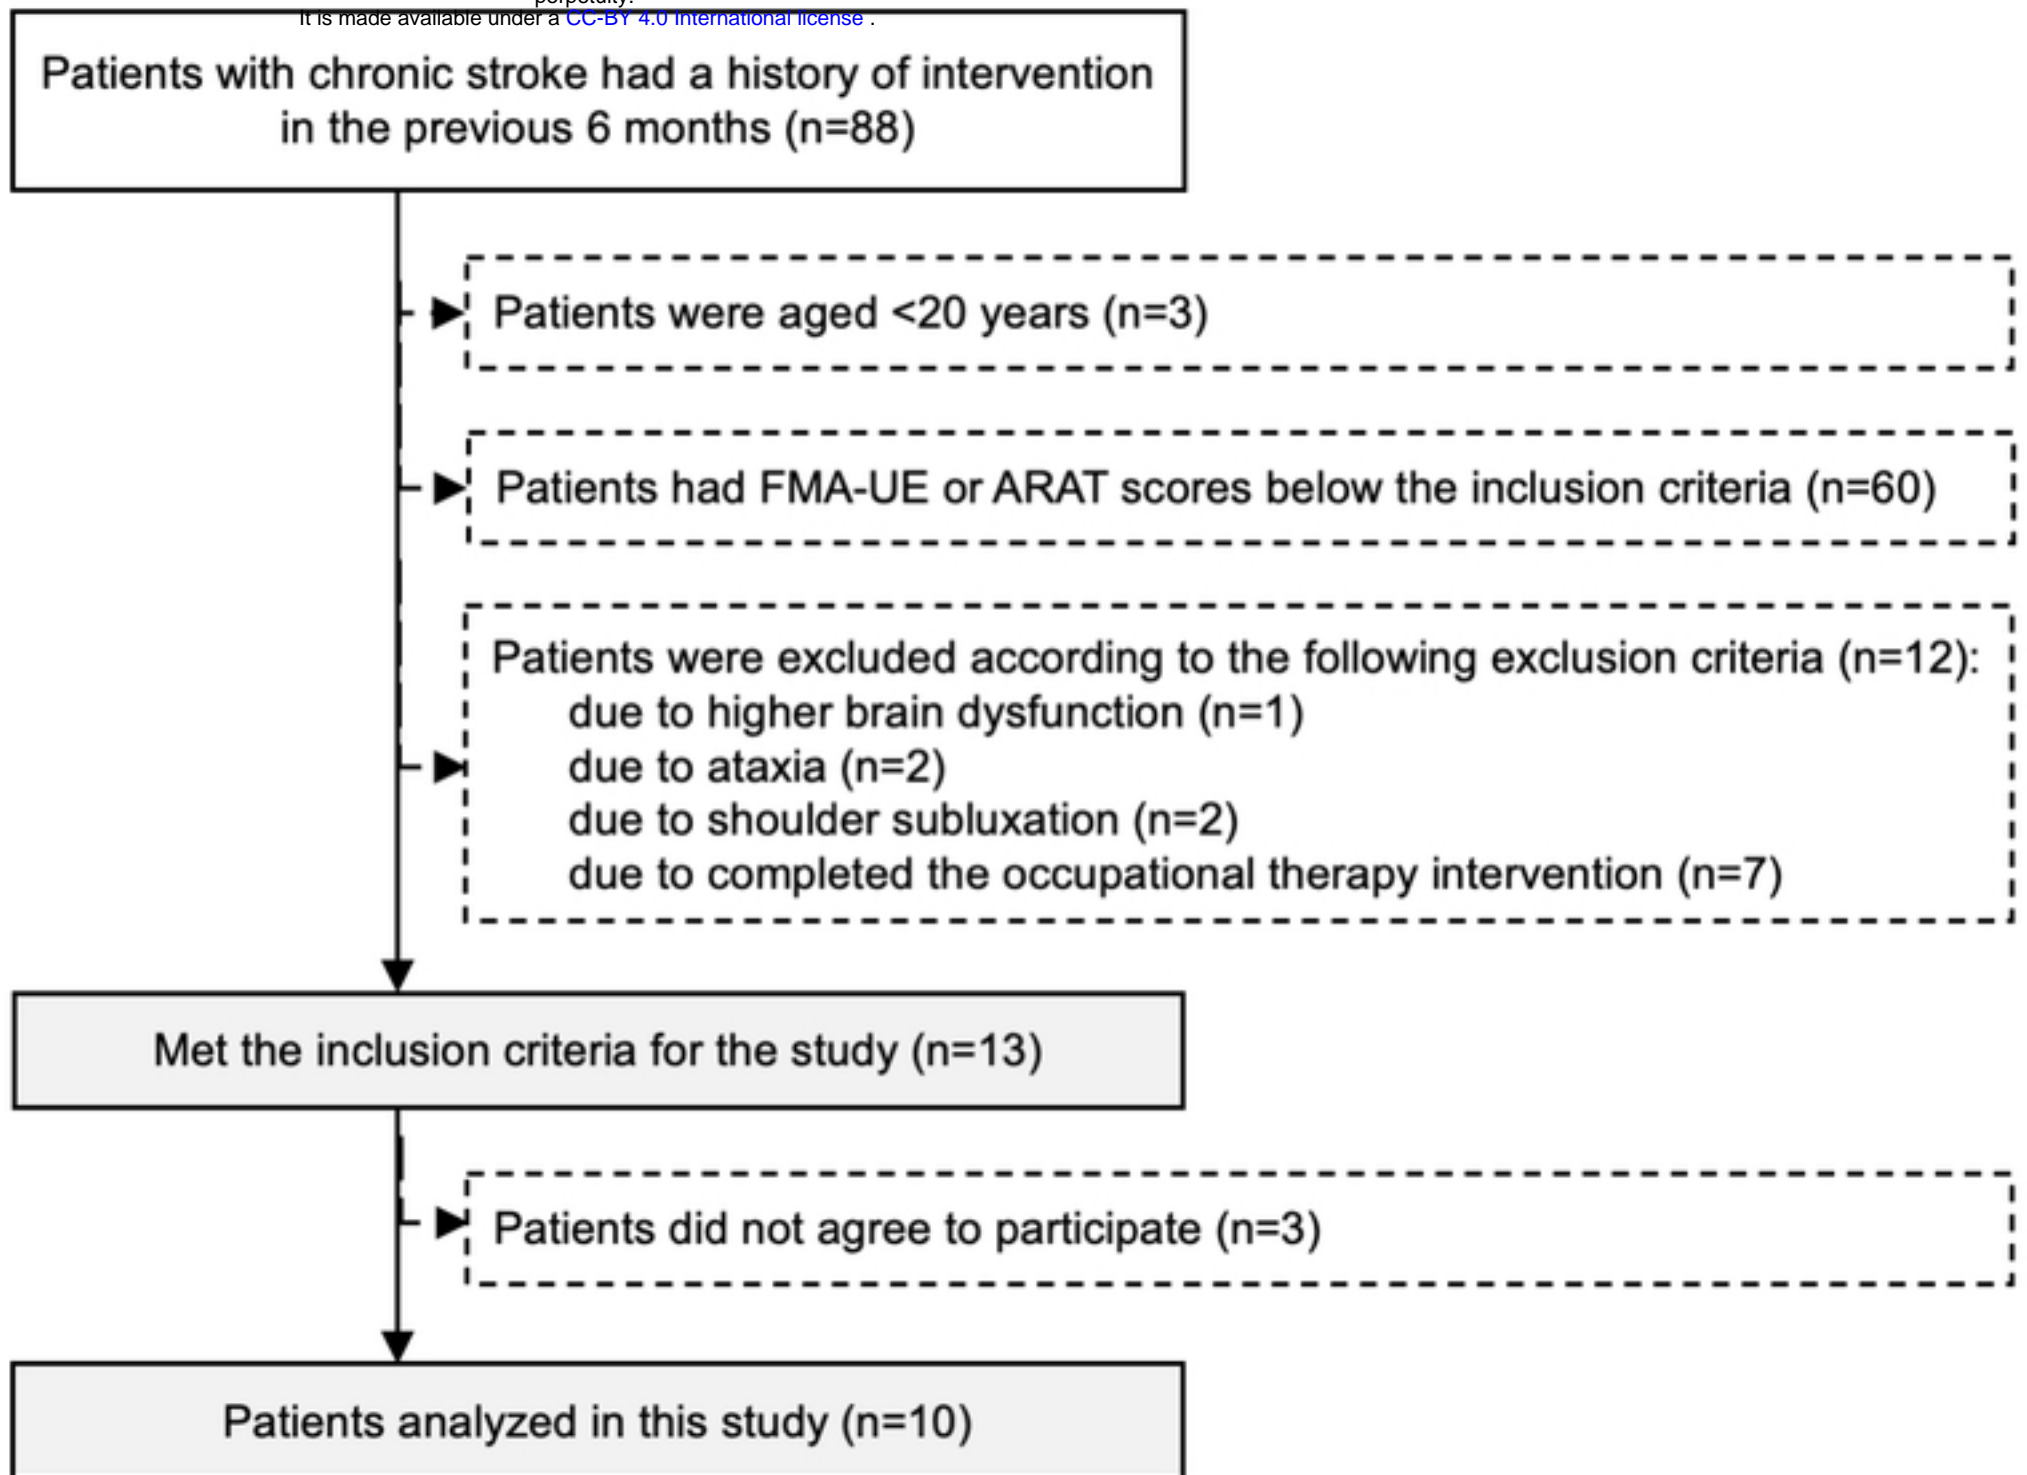 perpetuity.
It is made available under a CC-BY 4.0 International license .
Patients with chronic stroke had a history of intervention
in the previous 6 months (n=88)
Patients were aged <20 years (n=3)
Patients had FMA-UE or ARAT scores below the inclusion criteria (n=60)
Patients were excluded according to the following exclusion criteria (n=12):
due to higher brain dysfunction (n=1)
due to ataxia (n=2)
due to shoulder subluxation (n=2)
due to completed the occupational therapy intervention (n=7)
Met the inclusion criteria for the study (n=13)
Patients did not agree to participate (n=3)
Patients analyzed in this study (n=10)